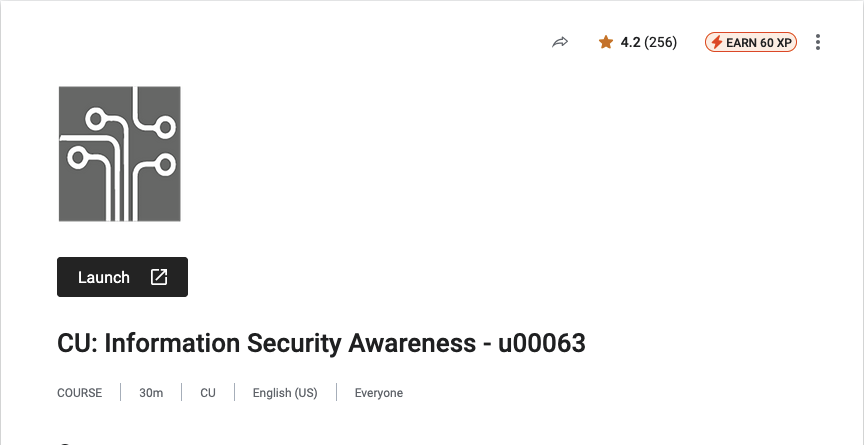 4.2 (256) EARN 60 XP
Launch
CU: Information Security Awareness - u00063
COURSE 30m CU English (US) Everyone